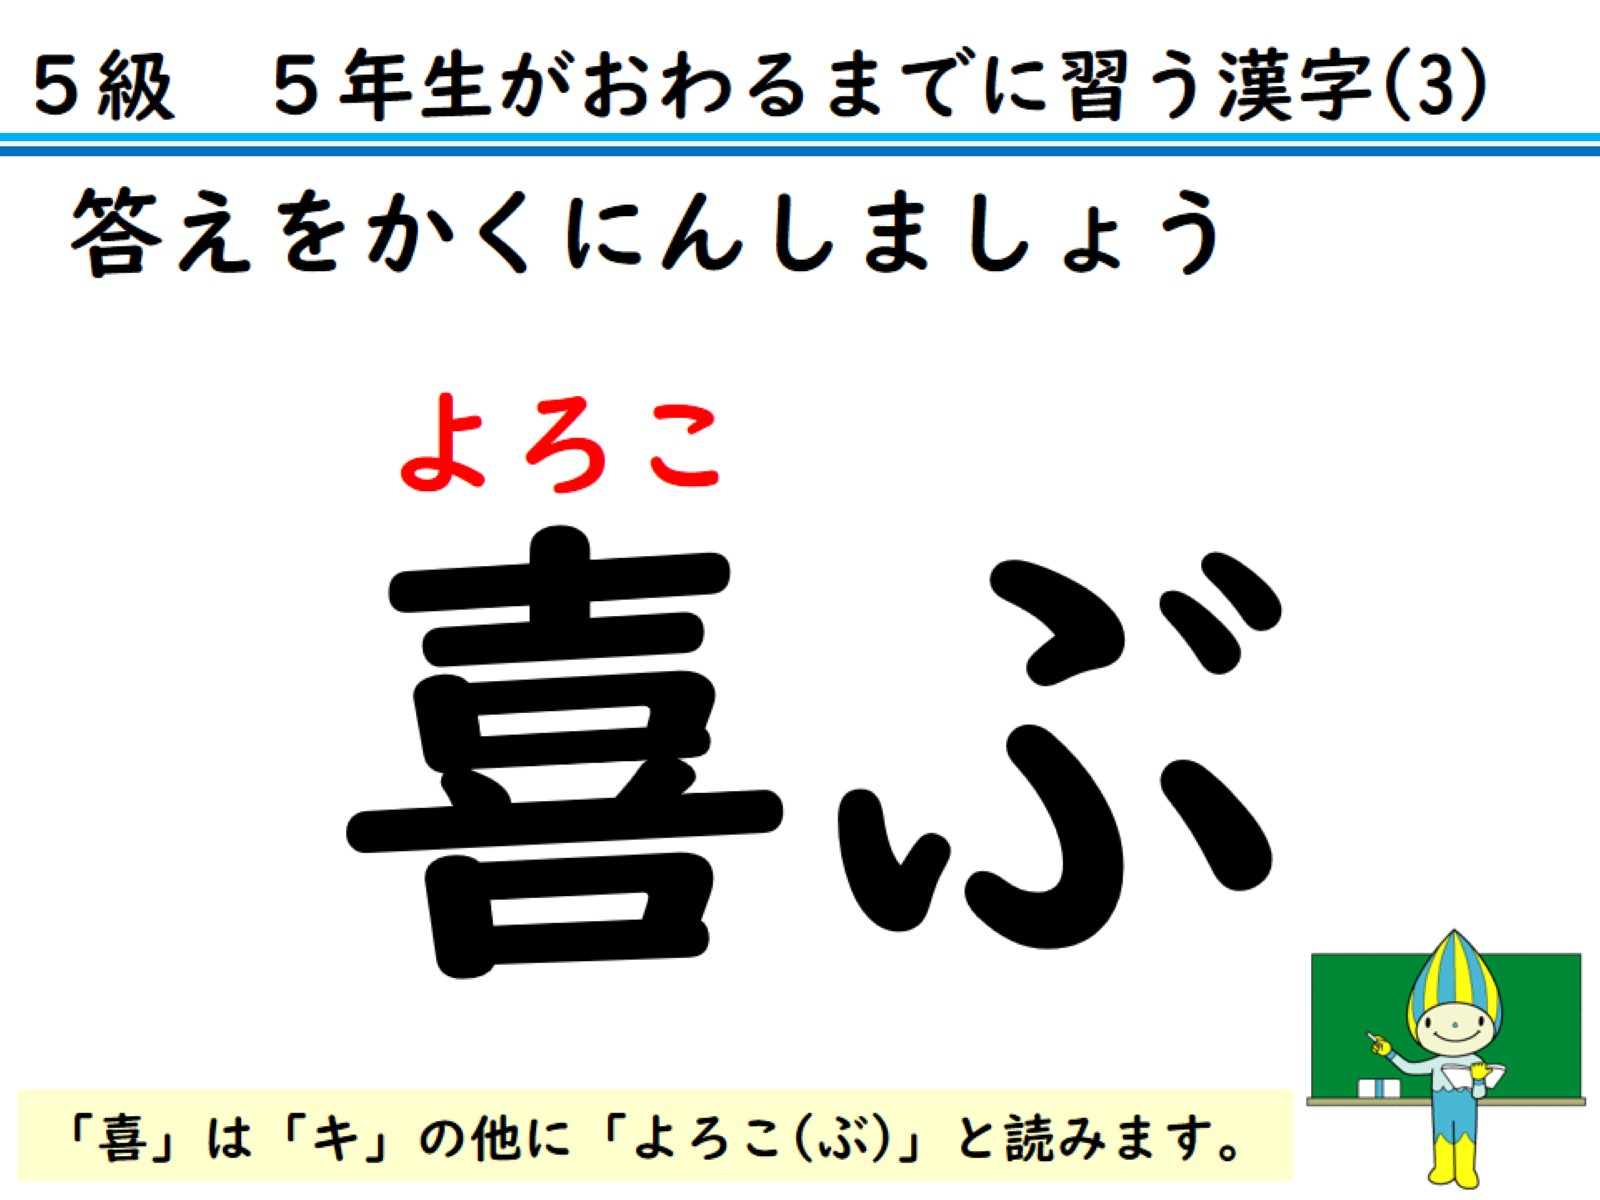 ５級　５年生がおわるまでに習う漢字(3)
答えをかくにんしましょう
よろこ
喜ぶ
「喜」は「キ」の他に「よろこ(ぶ)」と読みます。